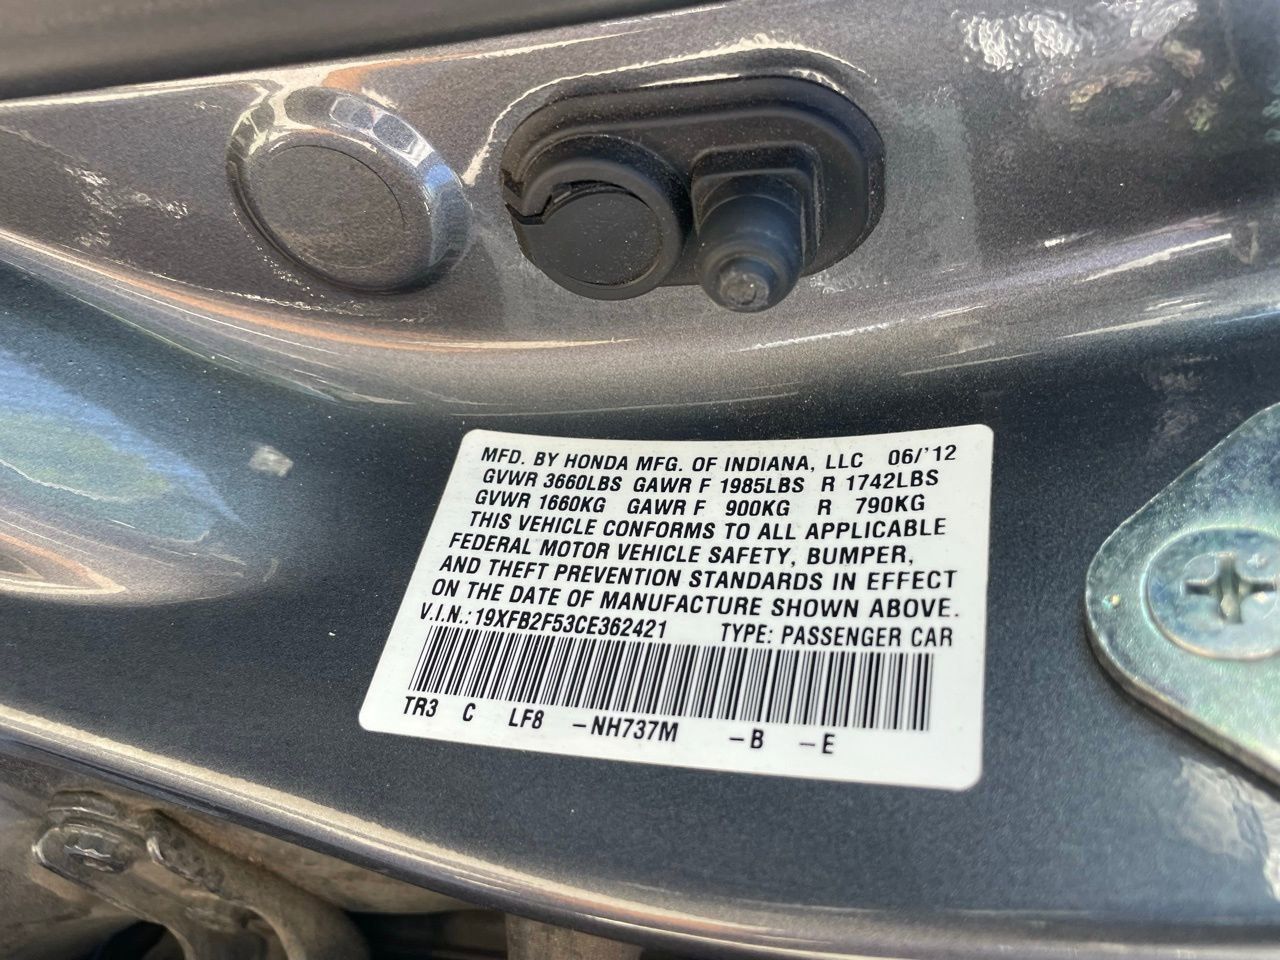 MFD. BY HONDA MFG. OF INDIANA, LLC 06/'12
GVWR 3660LBS GAWR F 1985LBS R 1742LBS
GVWR 1660KG GAWR F 900KG R 790KG
THIS VEHICLE CONFORMS TO ALL APPLICABLE
FEDERAL MOTOR VEHICLE SAFETY, BUMPER,
AND THEFT PREVENTION STANDARDS IN EFFECT
ON THE DATE OF MANUFACTURE SHOWN ABOVE.
V.I.N.: 19XFB2F53CE362421 TYPE: PASSENGER CAR
TR3 C LF8 -NH737M -B -E